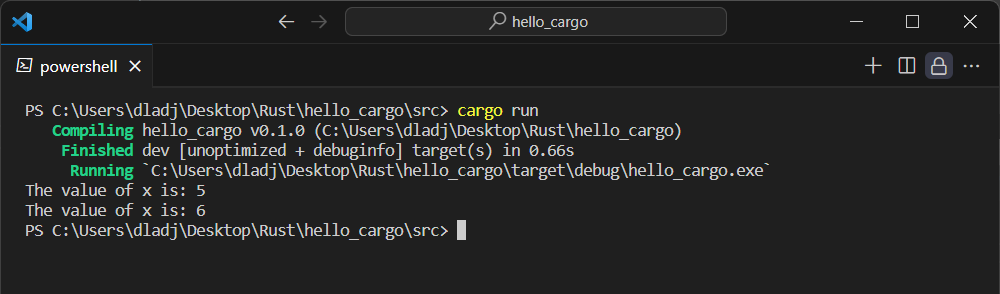 hello_cargo
powershell
PS C:\Users\dladj\Desktop\Rust\hello_cargo\src> cargo run
   Compiling hello_cargo v0.1.0 (C:\Users\dladj\Desktop\Rust\hello_cargo)
    Finished dev [unoptimized + debuginfo] target(s) in 0.66s
     Running `C:\Users\dladj\Desktop\Rust\hello_cargo\target\debug\hello_cargo.exe`
The value of x is: 5
The value of x is: 6
PS C:\Users\dladj\Desktop\Rust\hello_cargo\src>